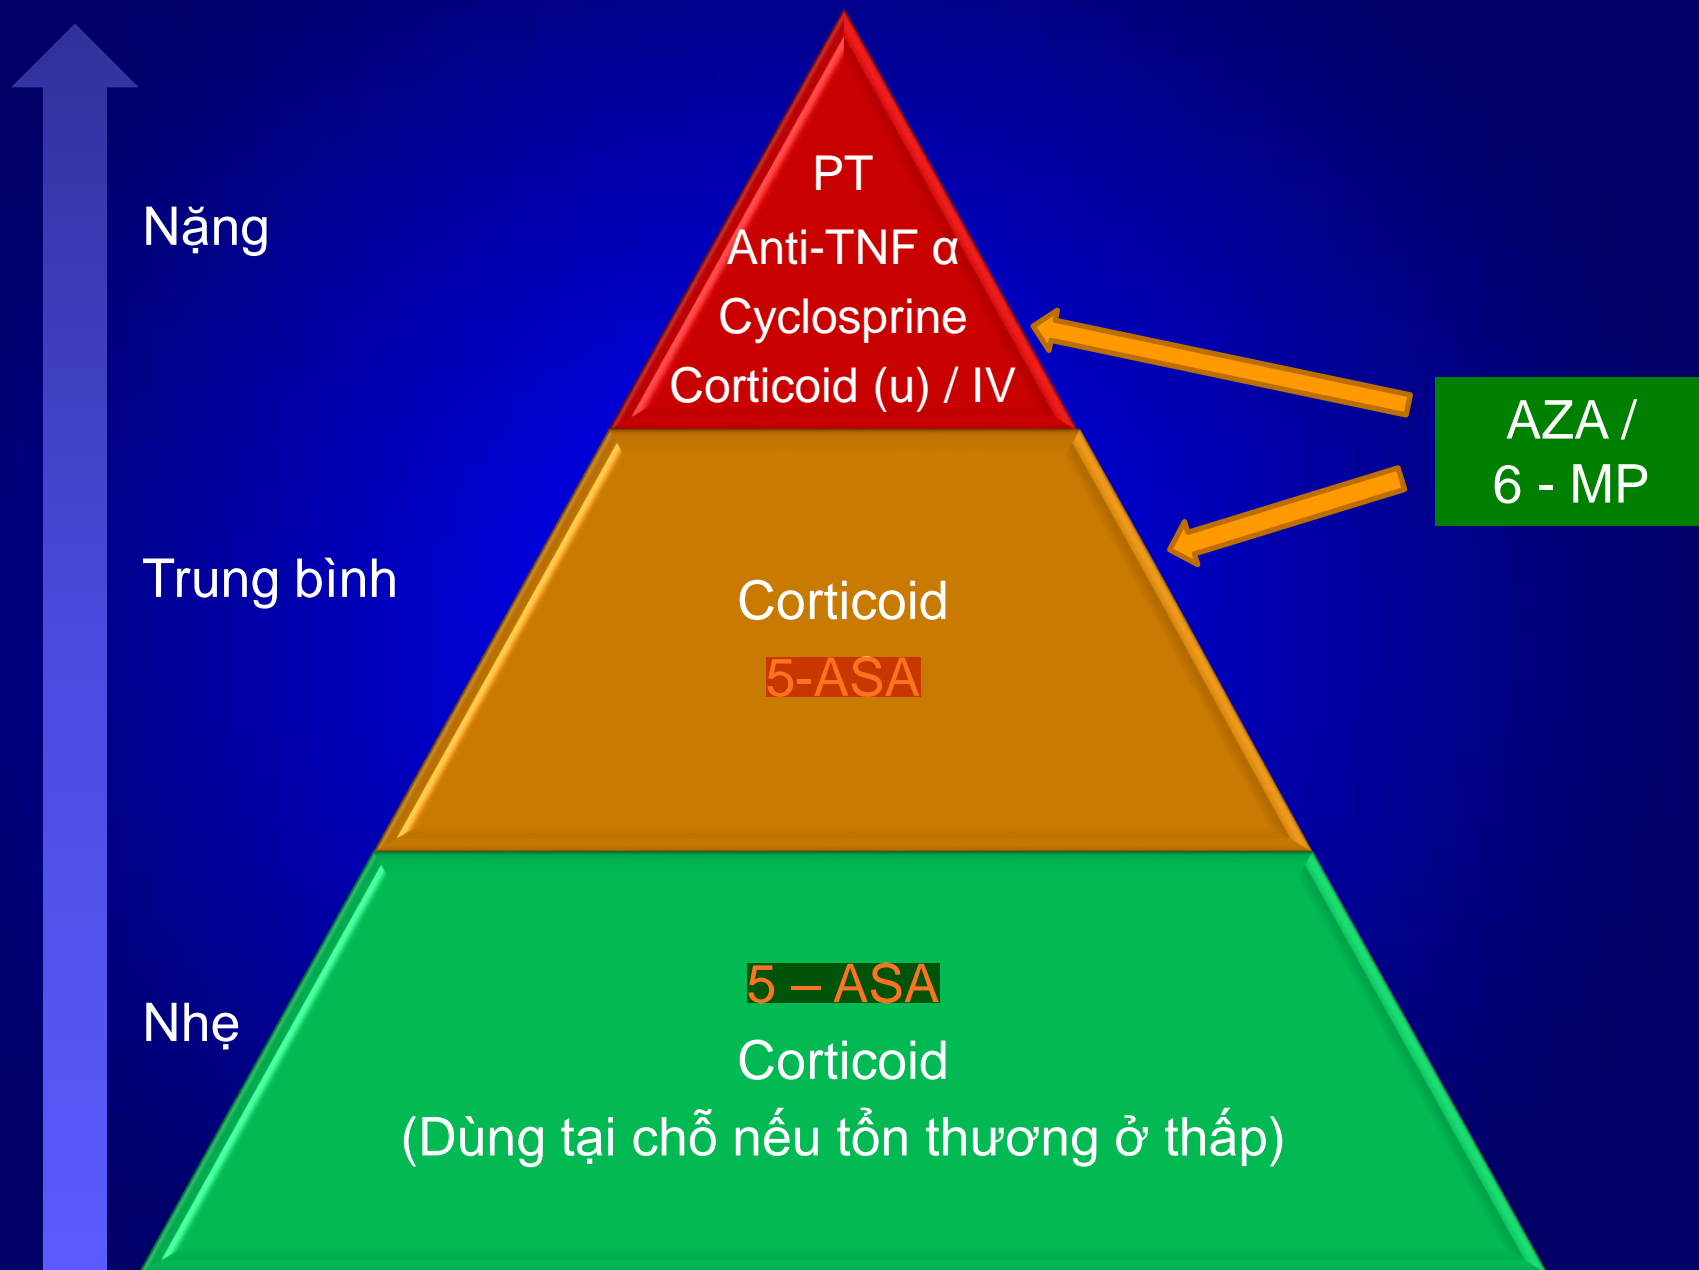 Nặng
PT
Anti-TNF α
Cyclosprine
Corticoid (u) / IV
AZA /
6 - MP
Trung bình
Corticoid
5-ASA
Nhẹ
5 – ASA
Corticoid
(Dùng tại chỗ nếu tổn thương ở thấp)